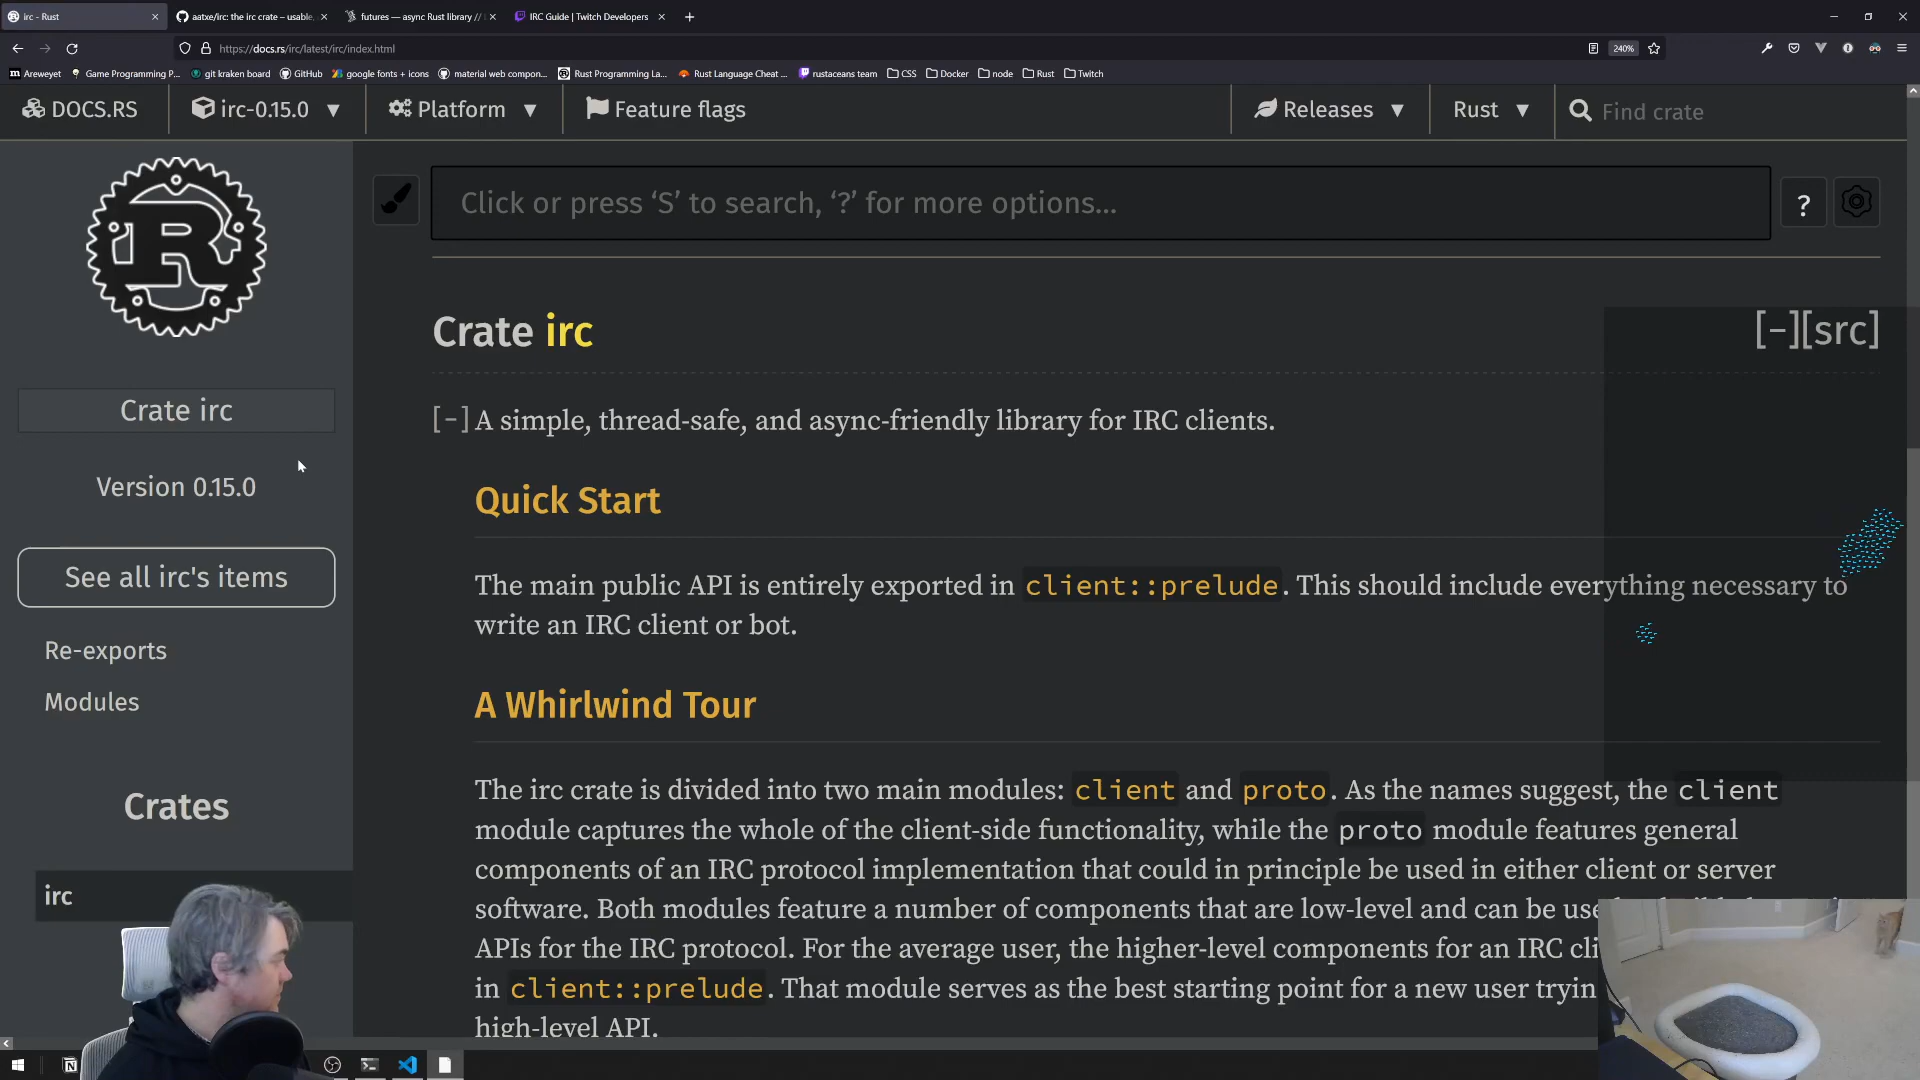 irc - Rust
aatxe/irc: the irc crate – usable,
futures — async Rust library //
IRC Guide | Twitch Developers
https://docs.rs/irc/latest/irc/index.html
240%
Areweyet
Game Programming P...
git kraken board
GitHub
google fonts + icons
material web compon...
Rust Programming La...
Rust Language Cheat ...
rustaceans team
CSS
Docker
node
Rust
Twitch
DOCS.RS
irc-0.15.0
Platform
Feature flags
Releases
Rust
Find crate
Click or press ‘S’ to search, ‘?’ for more options...
?
Crate irc
[−][src]
Crate irc
Version 0.15.0
See all irc's items
Re-exports
Modules
Crates
irc
[−] A simple, thread-safe, and async-friendly library for IRC clients.
Quick Start
The main public API is entirely exported in client::prelude. This should include everything necessary to
write an IRC client or bot.
A Whirlwind Tour
The irc crate is divided into two main modules: client and proto. As the names suggest, the client
module captures the whole of the client-side functionality, while the proto module features general
components of an IRC protocol implementation that could in principle be used in either client or server
software. Both modules feature a number of components that are low-level and can be
APIs for the IRC protocol. For the average user, the higher-level components for an IRC
in client::prelude. That module serves as the best starting point for a new user
high-level API.